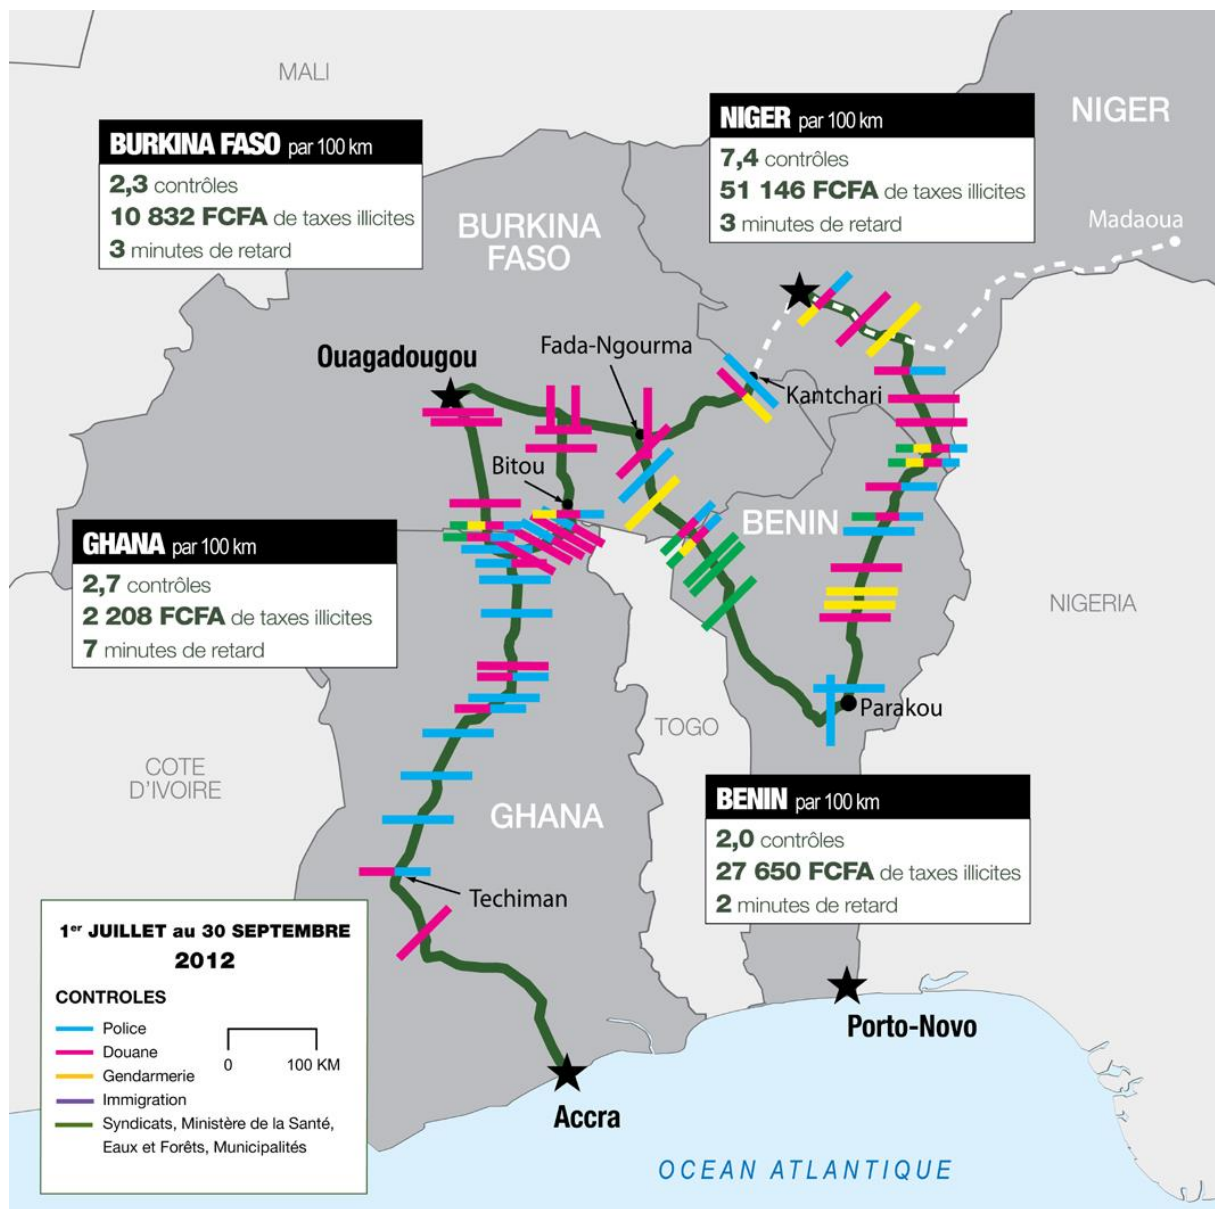 MALI
BURKINA FASO par 100 km
2,3 contrôles
10 832 FCFA de taxes illicites
3 minutes de retard
NIGER par 100 km
7,4 contrôles
51 146 FCFA de taxes illicites
3 minutes de retard
NIGER
Madaoua
BURKINA
FASO
Ouagadougou
Fada-Ngourma
Kantchari
Bitou
GHANA par 100 km
2,7 contrôles
2 208 FCFA de taxes illicites
7 minutes de retard
BENIN
NIGERIA
Parakou
TOGO
COTE
D'IVOIRE
GHANA
BENIN par 100 km
2,0 contrôles
27 650 FCFA de taxes illicites
2 minutes de retard
Techiman
1er JUILLET au 30 SEPTEMBRE
2012
CONTROLES
Police
Douane
Gendarmerie
Immigration
Syndicats, Ministère de la Santé,
Eaux et Forêts, Municipalités
0 100 KM
Porto-Novo
Accra
OCEAN ATLANTIQUE